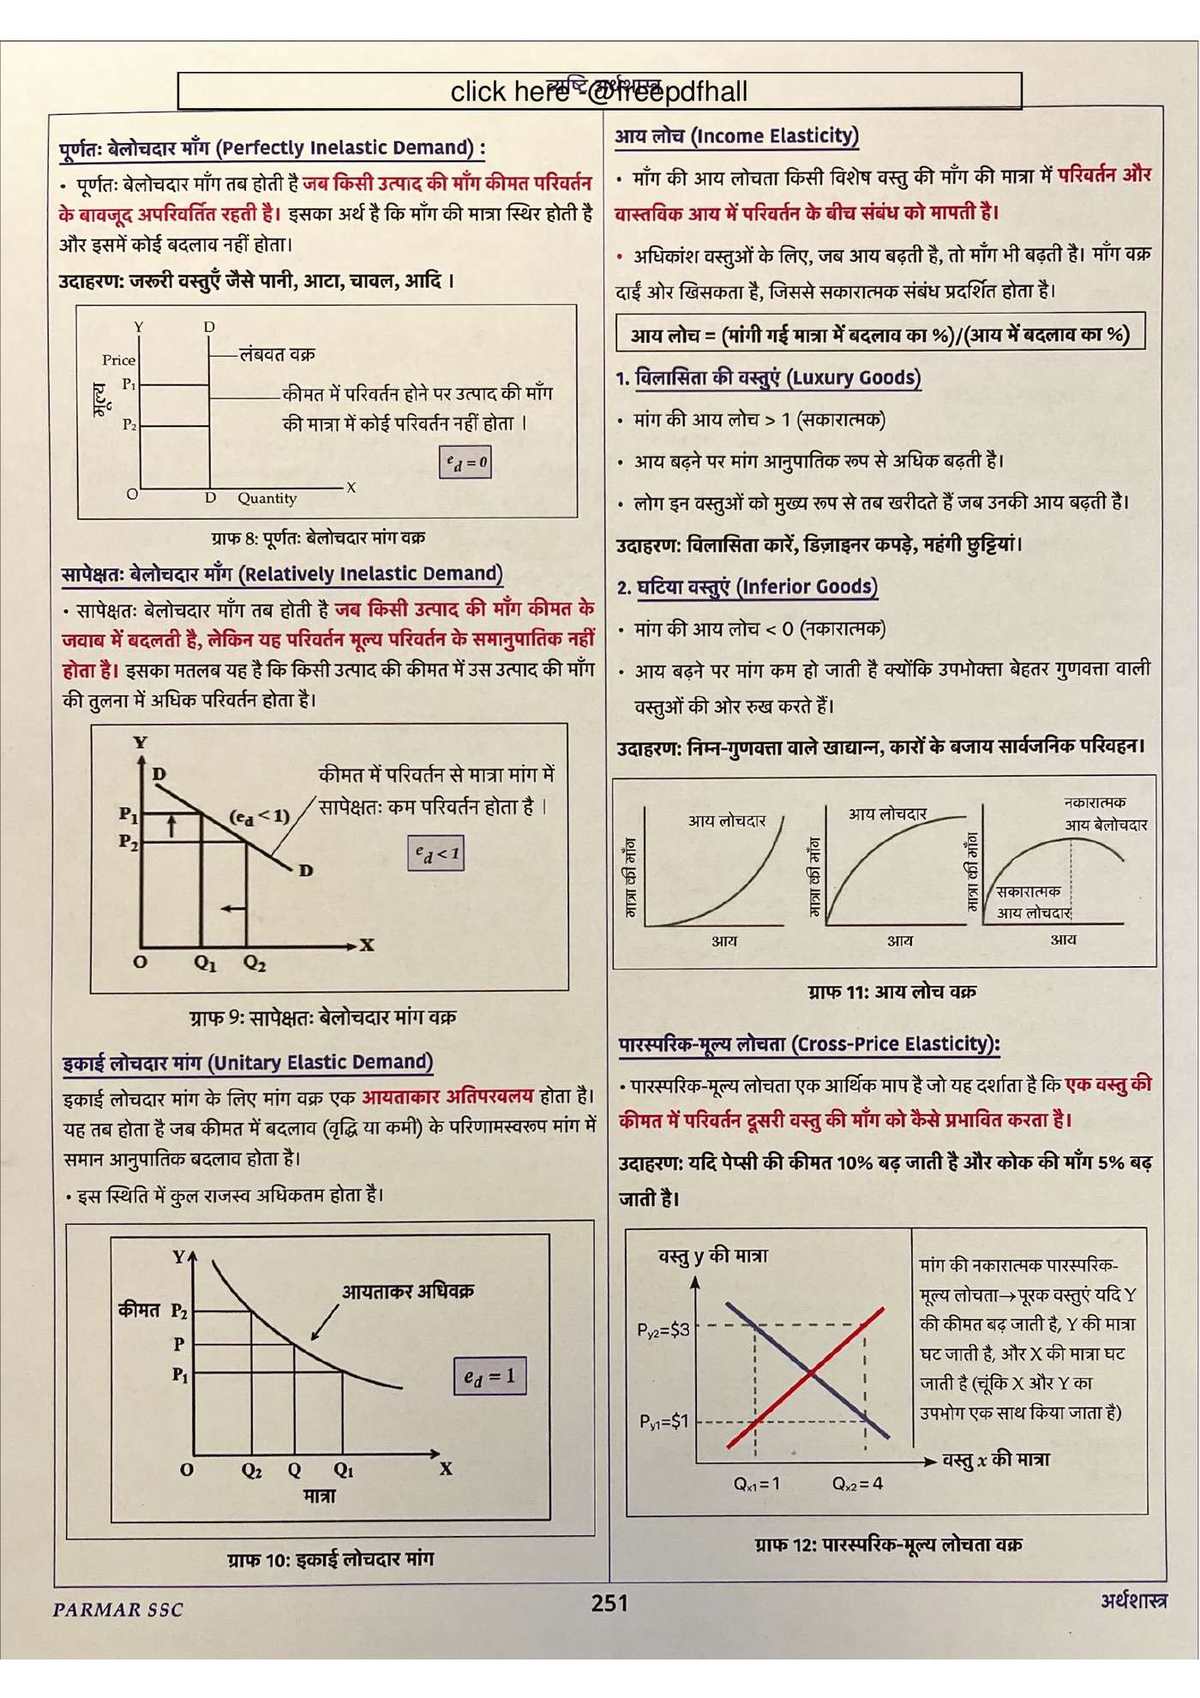 व्यष्टि अर्थशास्त्र
click here -@freepdfhall
पूर्णतः बेलोचदार माँग (Perfectly Inelastic Demand) :
• पूर्णतः बेलोचदार माँग तब होती है जब किसी उत्पाद की माँग कीमत परिवर्तन
के बावजूद अपरिवर्तित रहती है। इसका अर्थ है कि माँग की मात्रा स्थिर होती है
और इसमें कोई बदलाव नहीं होता।
उदाहरण: जरूरी वस्तुएँ जैसे पानी, आटा, चावल, आदि ।
Y D
लंबवत वक्र
Price
मूल्य
P₁
कीमत में परिवर्तन होने पर उत्पाद की माँग
P₂
की मात्रा में कोई परिवर्तन नहीं होता ।
e_d = 0
O D Quantity X
ग्राफ 8: पूर्णतः बेलोचदार मांग वक्र
सापेक्षतः बेलोचदार माँग (Relatively Inelastic Demand)
• सापेक्षतः बेलोचदार माँग तब होती है जब किसी उत्पाद की माँग कीमत के
जवाब में बदलती है, लेकिन यह परिवर्तन मूल्य परिवर्तन के समानुपातिक नहीं
होता है। इसका मतलब यह है कि किसी उत्पाद की कीमत में उस उत्पाद की माँग
की तुलना में अधिक परिवर्तन होता है।
Y
D
कीमत में परिवर्तन से मात्रा मांग में
P₁ (e_d < 1) सापेक्षतः कम परिवर्तन होता है ।
P₂
e_d < 1
D
X
O Q₁ Q₂
ग्राफ 9: सापेक्षतः बेलोचदार मांग वक्र
इकाई लोचदार मांग (Unitary Elastic Demand)
इकाई लोचदार मांग के लिए मांग वक्र एक आयताकार अतिपरवलय होता है।
यह तब होता है जब कीमत में बदलाव (वृद्धि या कमी) के परिणामस्वरूप मांग में
समान आनुपातिक बदलाव होता है।
• इस स्थिति में कुल राजस्व अधिकतम होता है।
Y
आयताकर अधिवक्र
कीमत P₂
P
P₁
e_d = 1
O Q₂ Q Q₁ X
मात्रा
ग्राफ 10: इकाई लोचदार मांग
आय लोच (Income Elasticity)
• माँग की आय लोचता किसी विशेष वस्तु की माँग की मात्रा में परिवर्तन और
वास्तविक आय में परिवर्तन के बीच संबंध को मापती है।
• अधिकांश वस्तुओं के लिए, जब आय बढ़ती है, तो माँग भी बढ़ती है। माँग वक्र
दाईं ओर खिसकता है, जिससे सकारात्मक संबंध प्रदर्शित होता है।
आय लोच = (मांगी गई मात्रा में बदलाव का %)/(आय में बदलाव का %)
1. विलासिता की वस्तुएं (Luxury Goods)
• मांग की आय लोच > 1 (सकारात्मक)
• आय बढ़ने पर मांग आनुपातिक रूप से अधिक बढ़ती है।
• लोग इन वस्तुओं को मुख्य रूप से तब खरीदते हैं जब उनकी आय बढ़ती है।
उदाहरण: विलासिता कारें, डिज़ाइनर कपड़े, महंगी छुट्टियां।
2. घटिया वस्तुएं (Inferior Goods)
• मांग की आय लोच < 0 (नकारात्मक)
• आय बढ़ने पर मांग कम हो जाती है क्योंकि उपभोक्ता बेहतर गुणवत्ता वाली
वस्तुओं की ओर रुख करते हैं।
उदाहरण: निम्न-गुणवत्ता वाले खाद्यान्न, कारों के बजाय सार्वजनिक परिवहन।
मात्रा की माँग
आय लोचदार
आय
मात्रा की माँग
आय लोचदार
आय
मात्रा की माँग
नकारात्मक
आय बेलोचदार
सकारात्मक
आय लोचदार
आय
ग्राफ 11: आय लोच वक्र
पारस्परिक-मूल्य लोचता (Cross-Price Elasticity):
• पारस्परिक-मूल्य लोचता एक आर्थिक माप है जो यह दर्शाता है कि एक वस्तु की
कीमत में परिवर्तन दूसरी वस्तु की माँग को कैसे प्रभावित करता है।
उदाहरण: यदि पेप्सी की कीमत 10% बढ़ जाती है और कोक की माँग 5% बढ़
जाती है।
वस्तु y की मात्रा
P_y2=$3
P_y1=$1
Q_x1=1 Q_x2=4
वस्तु x की मात्रा
मांग की नकारात्मक पारस्परिक-
मूल्य लोचता→पूरक वस्तुएं यदि Y
की कीमत बढ़ जाती है, Y की मात्रा
घट जाती है, और X की मात्रा घट
जाती है (चूंकि X और Y का
उपभोग एक साथ किया जाता है)
ग्राफ 12: पारस्परिक-मूल्य लोचता वक्र
PARMAR SSC
251
अर्थशास्त्र